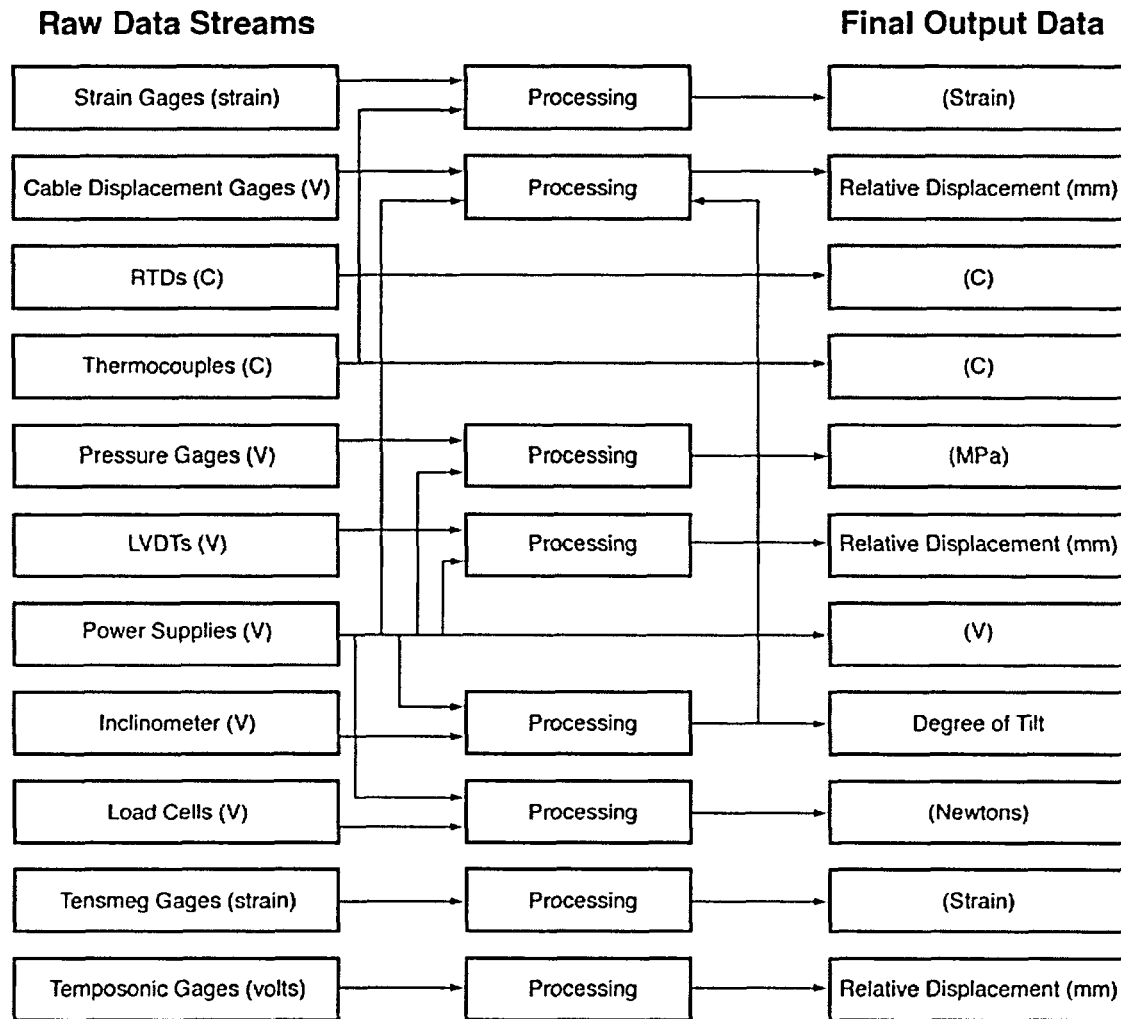 Raw Data Streams
Final Output Data
Strain Gages (strain)
Processing
(Strain)
Cable Displacement Gages (V)
Processing
Relative Displacement (mm)
RTDs (C)
(C)
Thermocouples (C)
(C)
Pressure Gages (V)
Processing
(MPa)
LVDTs (V)
Processing
Relative Displacement (mm)
Power Supplies (V)
(V)
Inclinometer (V)
Processing
Degree of Tilt
Load Cells (V)
Processing
(Newtons)
Tensmeg Gages (strain)
Processing
(Strain)
Temposonic Gages (volts)
Processing
Relative Displacement (mm)